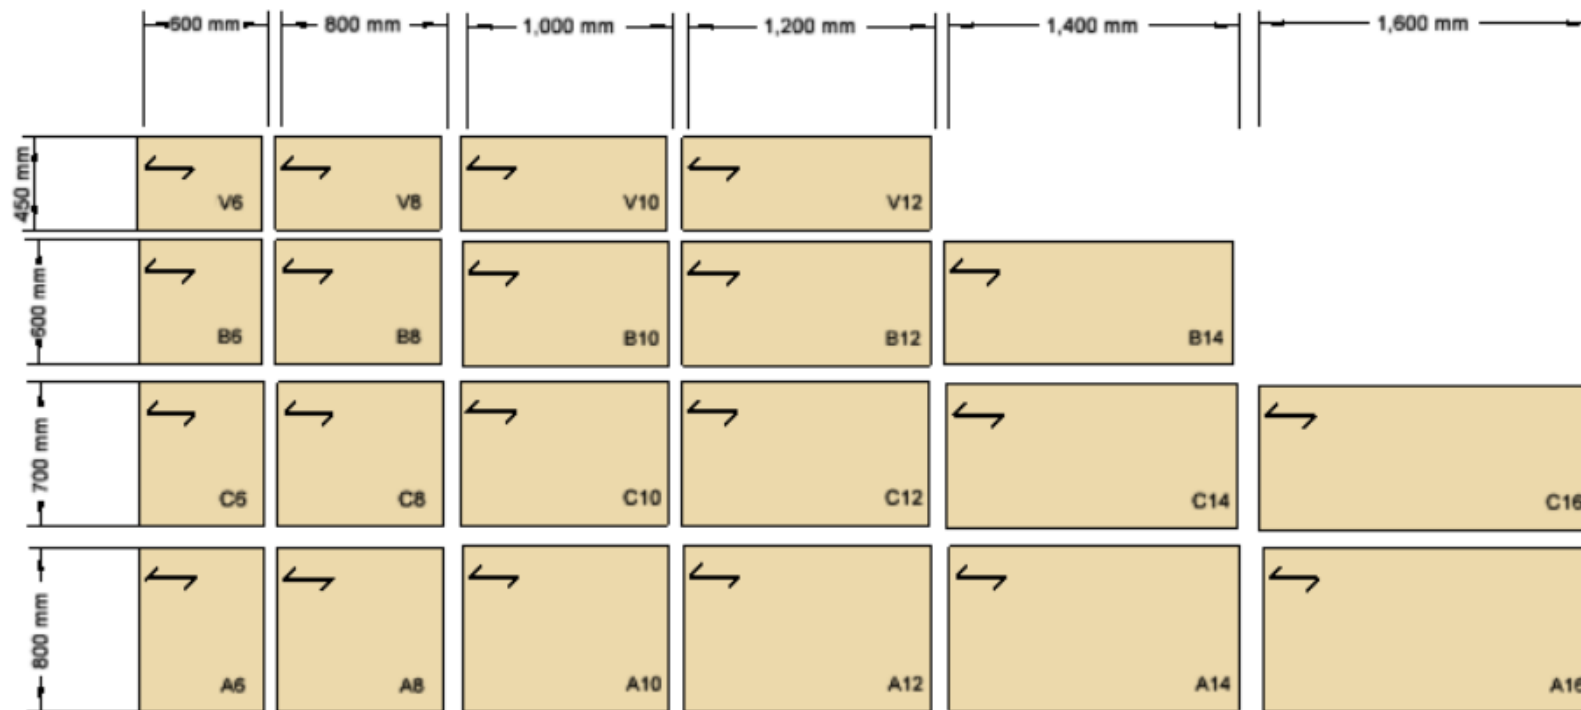 600 mm 800 mm 1,000 mm 1,200 mm 1,400 mm 1,600 mm
450 mm V6 V8 V10 V12
600 mm B6 B8 B10 B12 B14
700 mm C6 C8 C10 C12 C14 C16
800 mm A6 A8 A10 A12 A14 A16